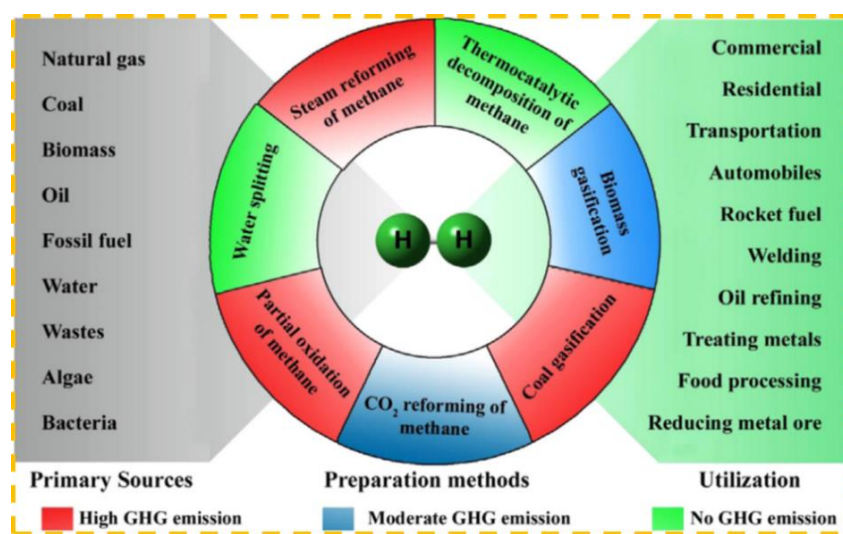 Natural gas
Coal
Biomass
Oil
Fossil fuel
Water
Wastes
Algae
Bacteria
Steam reforming
of methane
Thermocatalytic
decomposition of
methane
Biomass
gasification
Coal gasification
CO₂ reforming of
methane
Partial oxidation
of methane
Water splitting
H H
Commercial
Residential
Transportation
Automobiles
Rocket fuel
Welding
Oil refining
Treating metals
Food processing
Reducing metal ore
Primary Sources
Preparation methods
Utilization
High GHG emission
Moderate GHG emission
No GHG emission